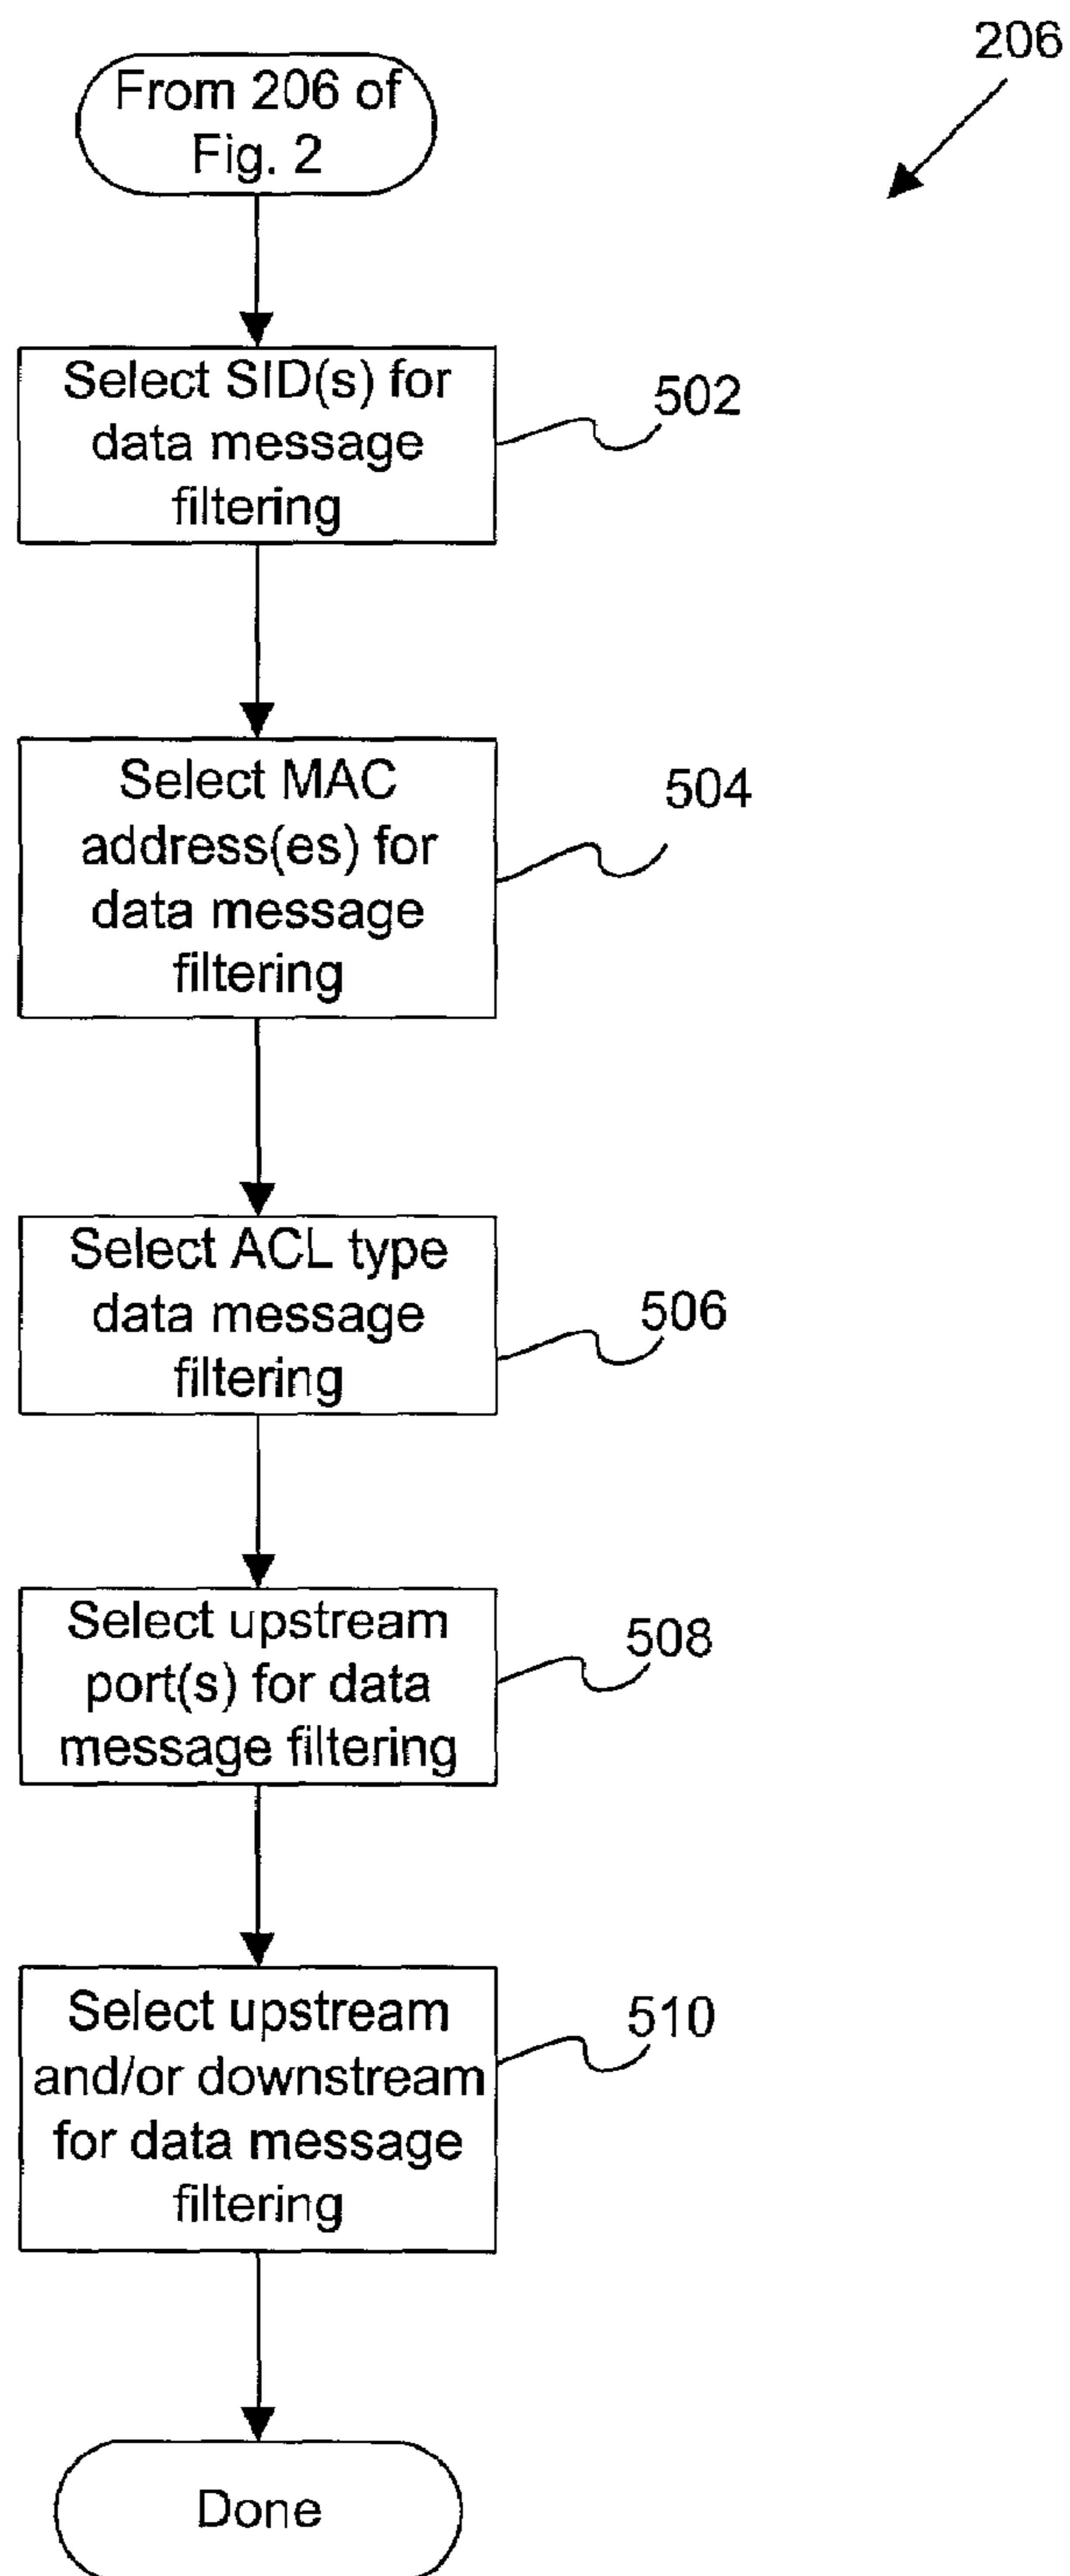 206
From 206 of
Fig. 2
Select SID(s) for
data message
filtering
502
Select MAC
address(es) for
data message
filtering
504
Select ACL type
data message
filtering
506
Select upstream
port(s) for data
message filtering
508
Select upstream
and/or downstream
for data message
filtering
510
Done